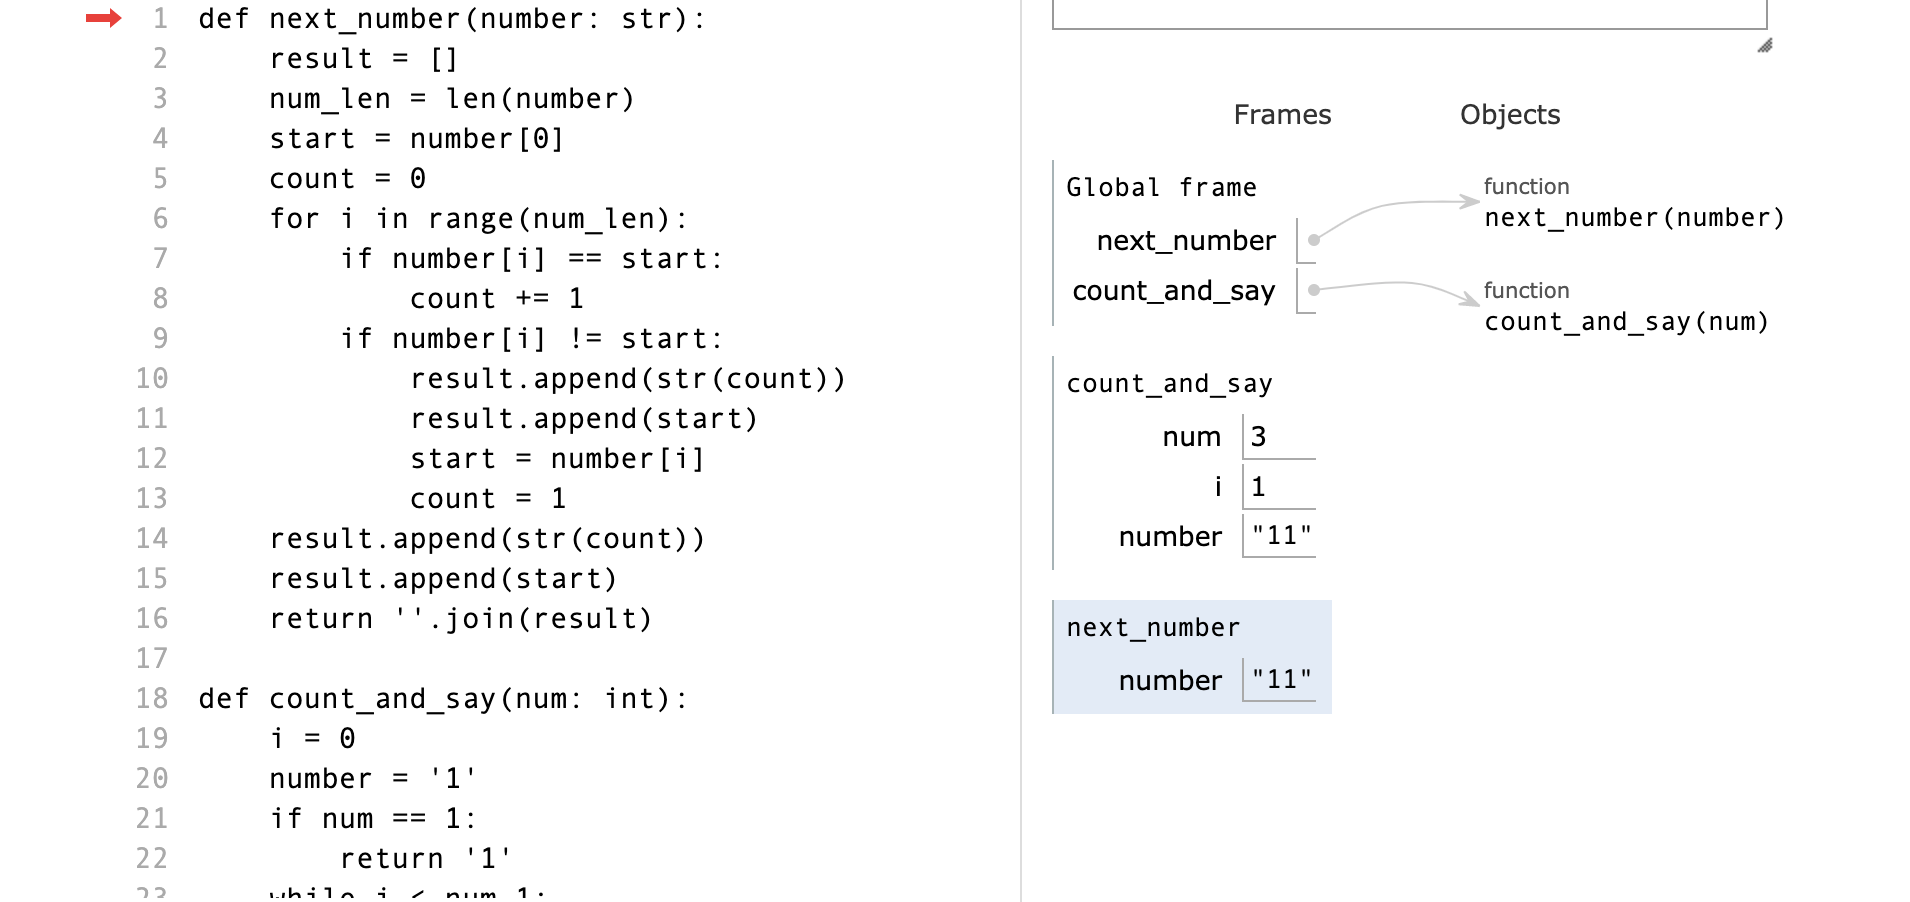 1 def next_number(number: str):
2 result = []
3 num_len = len(number)
4 start = number[0]
5 count = 0
6 for i in range(num_len):
7 if number[i] == start:
8 count += 1
9 if number[i] != start:
10 result.append(str(count))
11 result.append(start)
12 start = number[i]
13 count = 1
14 result.append(str(count))
15 result.append(start)
16 return ''.join(result)
17
18 def count_and_say(num: int):
19 i = 0
20 number = '1'
21 if num == 1:
22 return '1'
23 while i < num-1:
Frames Objects
Global frame
next_number
count_and_say
function
next_number(number)
function
count_and_say(num)
count_and_say
num 3
i 1
number "11"
next_number
number "11"